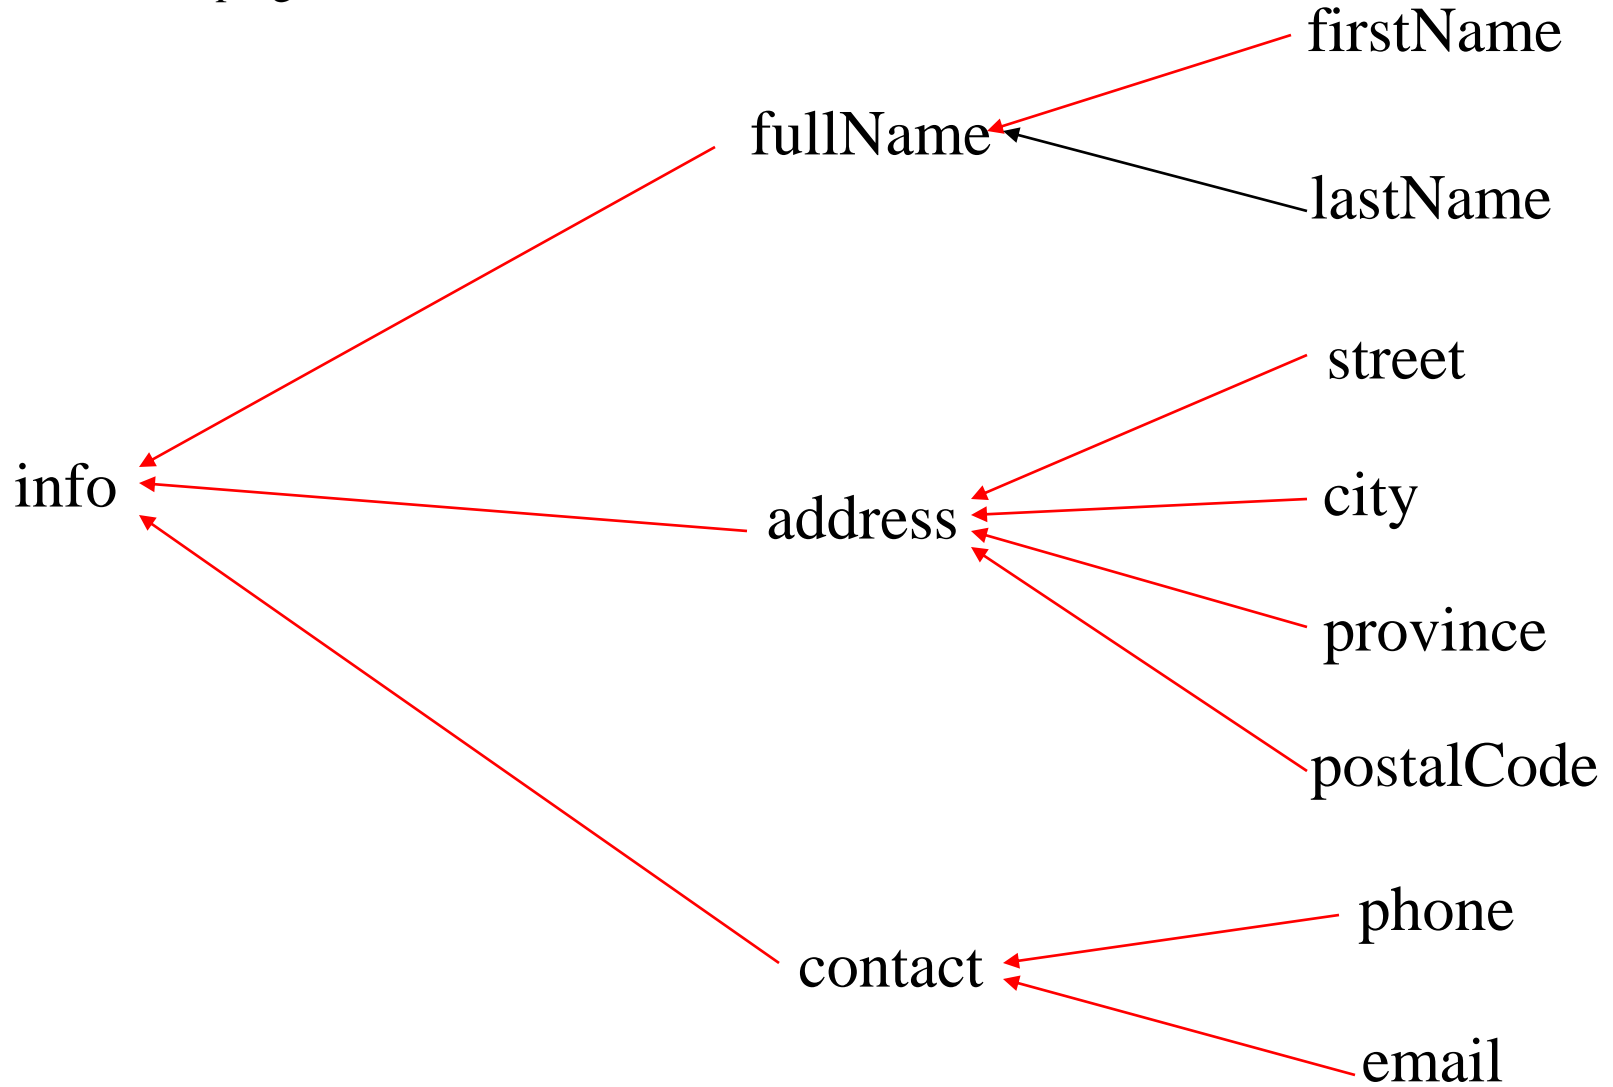 firstName
fullName
lastName
street
info
city
address
province
postalCode
phone
contact
email